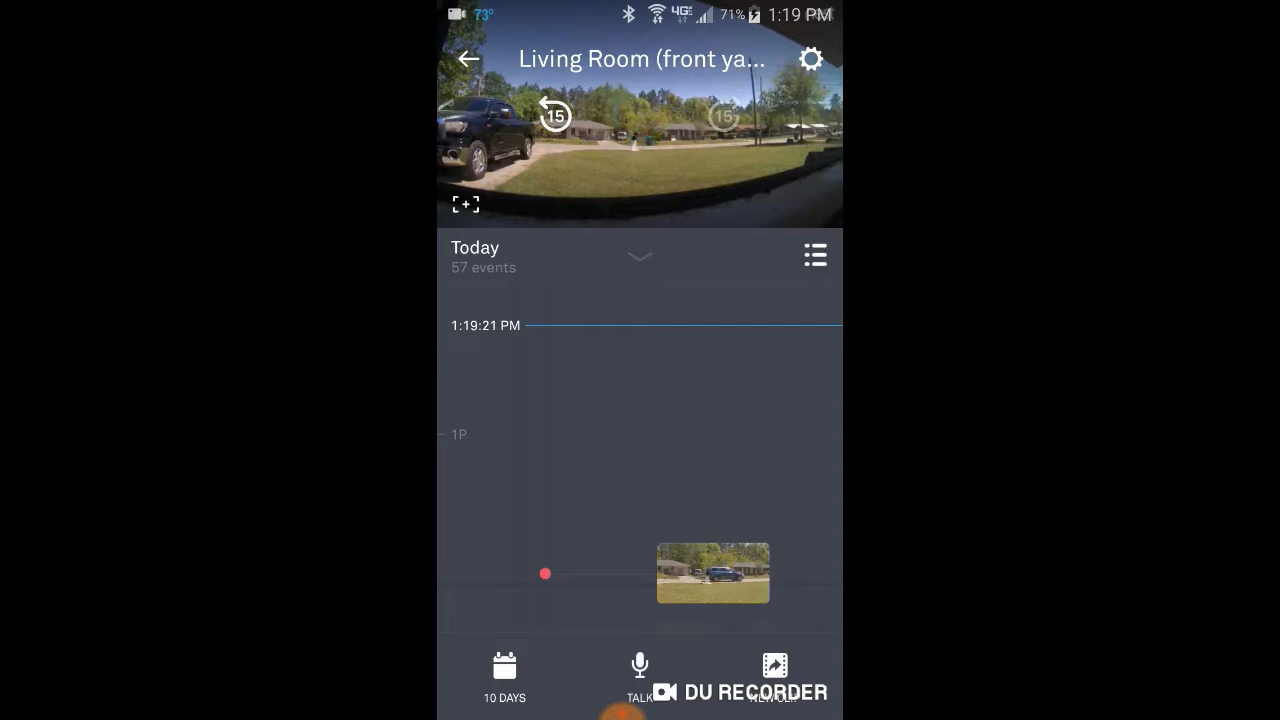 73° 4G 71% 1:19 PM
Living Room (front ya...
15 15
Today
57 events
1:19:21 PM
1P
10 DAYS TALK
DU RECORDER